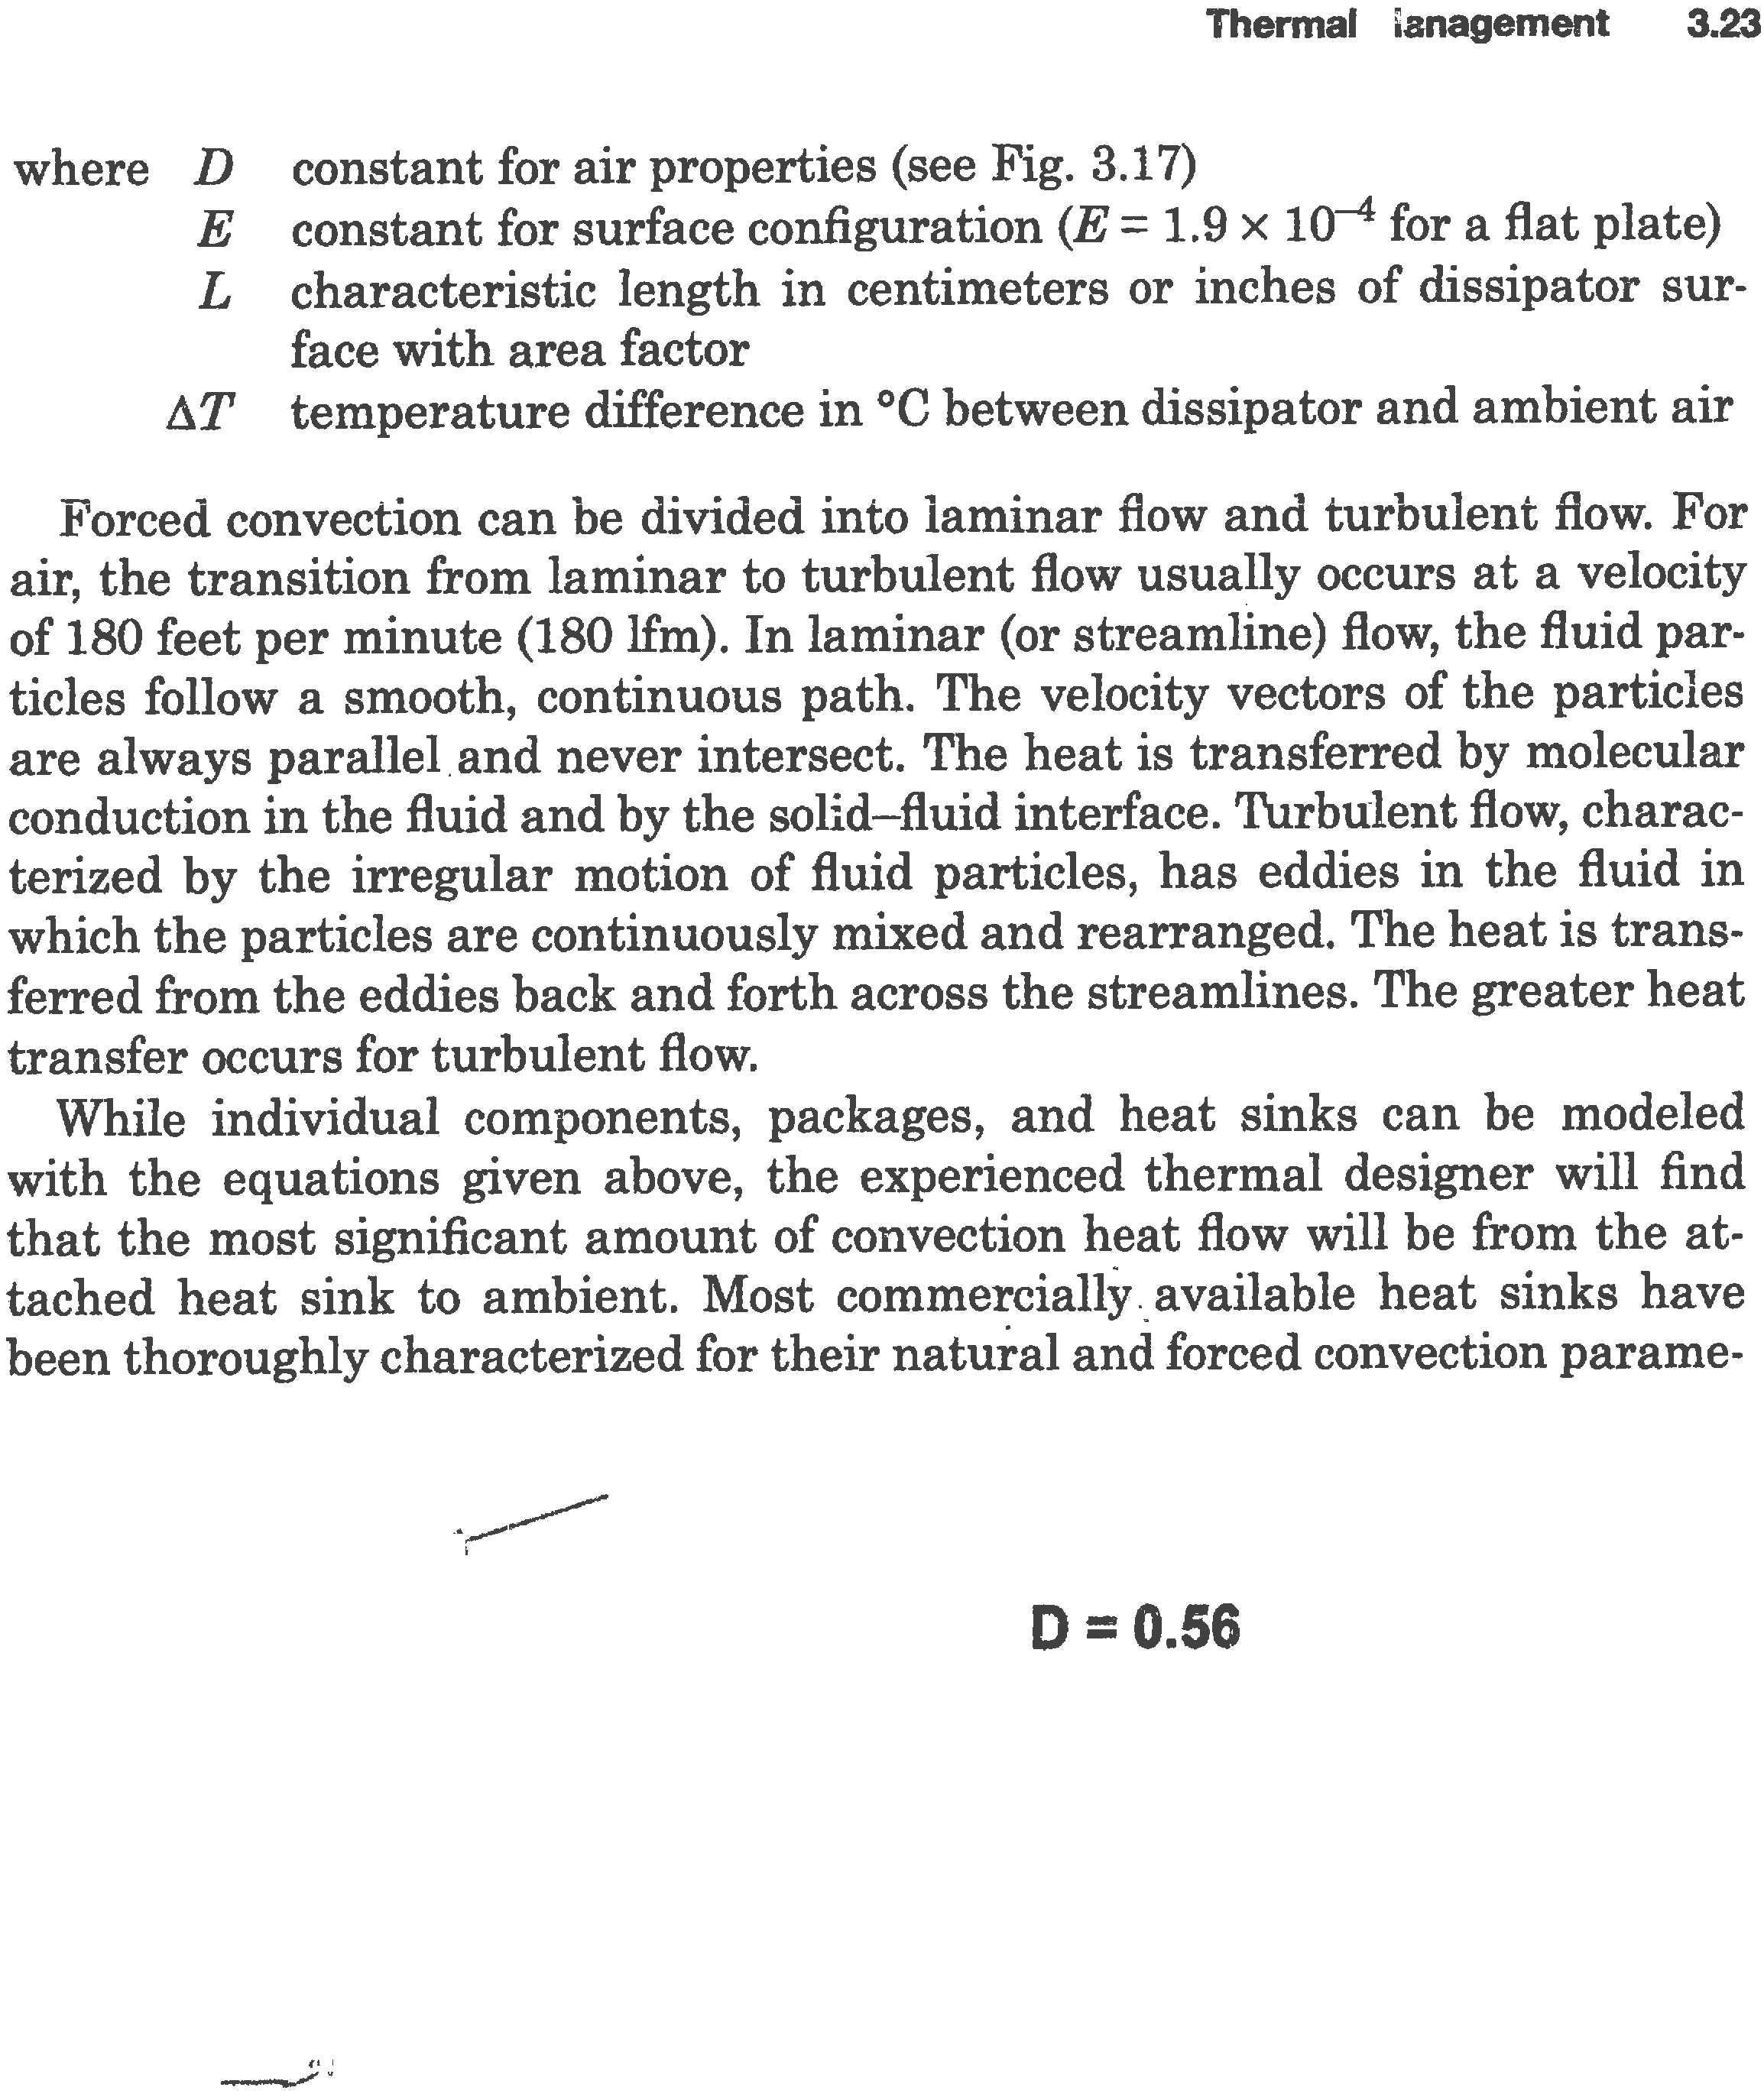 Thermal Management 3.23
where D constant for air properties (see Fig. 3.17)
E constant for surface configuration (E = 1.9 × 10⁻⁴ for a flat plate)
L characteristic length in centimeters or inches of dissipator sur-
face with area factor
ΔT temperature difference in °C between dissipator and ambient air
Forced convection can be divided into laminar flow and turbulent flow. For
air, the transition from laminar to turbulent flow usually occurs at a velocity
of 180 feet per minute (180 lfm). In laminar (or streamline) flow, the fluid par-
ticles follow a smooth, continuous path. The velocity vectors of the particles
are always parallel and never intersect. The heat is transferred by molecular
conduction in the fluid and by the solid–fluid interface. Turbulent flow, charac-
terized by the irregular motion of fluid particles, has eddies in the fluid in
which the particles are continuously mixed and rearranged. The heat is trans-
ferred from the eddies back and forth across the streamlines. The greater heat
transfer occurs for turbulent flow.
While individual components, packages, and heat sinks can be modeled
with the equations given above, the experienced thermal designer will find
that the most significant amount of convection heat flow will be from the at-
tached heat sink to ambient. Most commercially available heat sinks have
been thoroughly characterized for their natural and forced convection parame-
D = 0.56